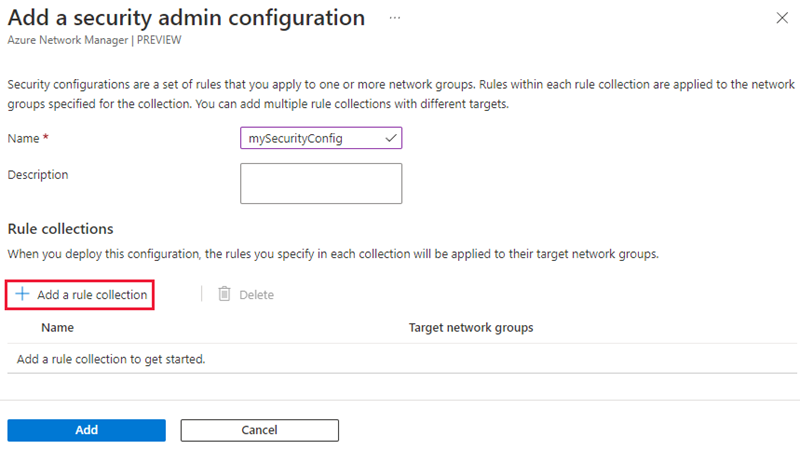 Add a security admin configuration ...
Azure Network Manager | PREVIEW
Security configurations are a set of rules that you apply to one or more network groups. Rules within each rule collection are applied to the network
groups specified for the collection. You can add multiple rule collections with different targets.
Name *
mySecurityConfig
Description
Rule collections
When you deploy this configuration, the rules you specify in each collection will be applied to their target network groups.
+ Add a rule collection | Delete
Name Target network groups
Add a rule collection to get started.
Add Cancel